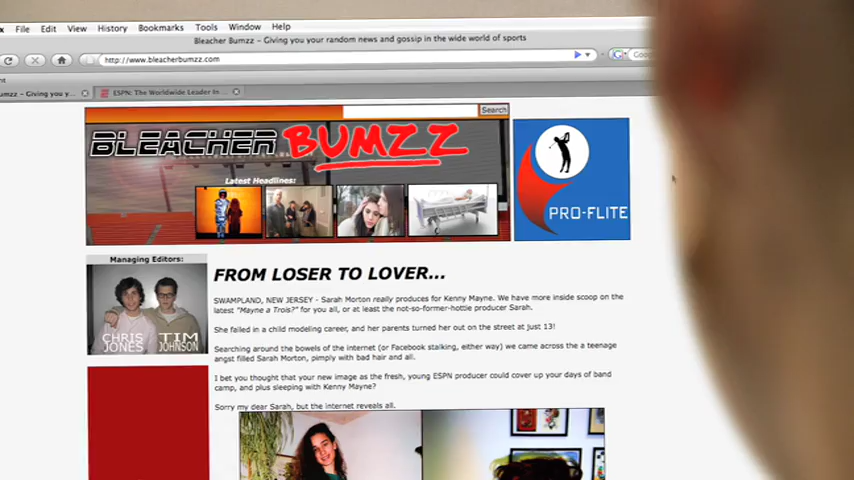 File Edit View History Bookmarks Tools Window Help
Bleacher Bumzz – Giving you your random news and gossip in the wide world of sports
http://www.bleacherbumzz.com
Bleacher Bumzz – Giving you y...
ESPN: The Worldwide Leader In ...
Search
BLEACHER BUMZZ
Latest Headlines:
PRO-FLITE
Managing Editors:
CHRIS JONES
TIM JOHNSON
FROM LOSER TO LOVER...
SWAMPLAND, NEW JERSEY - Sarah Morton really produces for Kenny Mayne. We have more inside scoop on the
latest "Mayne a Trois?" for you all, or at least the not-so-former-hottie producer Sarah.
She failed in a child modeling career, and her parents turned her out on the street at just 13!
Searching around the bowels of the internet (or Facebook stalking, either way) we came across the a teenage
angst filled Sarah Morton, pimply with bad hair and all.
I bet you thought that your new image as the fresh, young ESPN producer could cover up your days of band
camp, and plus sleeping with Kenny Mayne?
Sorry my dear Sarah, but the internet reveals all.